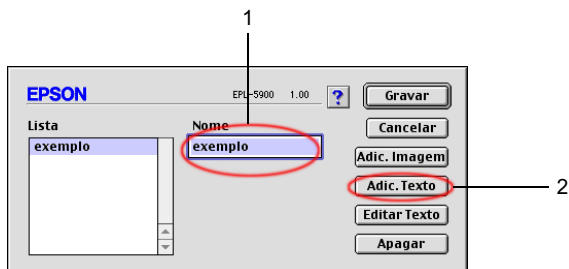 1
EPSON
EPL-5900 1.00
?
Gravar
Lista
Nome
Cancelar
exemplo
exemplo
Adic. Imagem
Adic. Texto
2
Editar Texto
Apagar